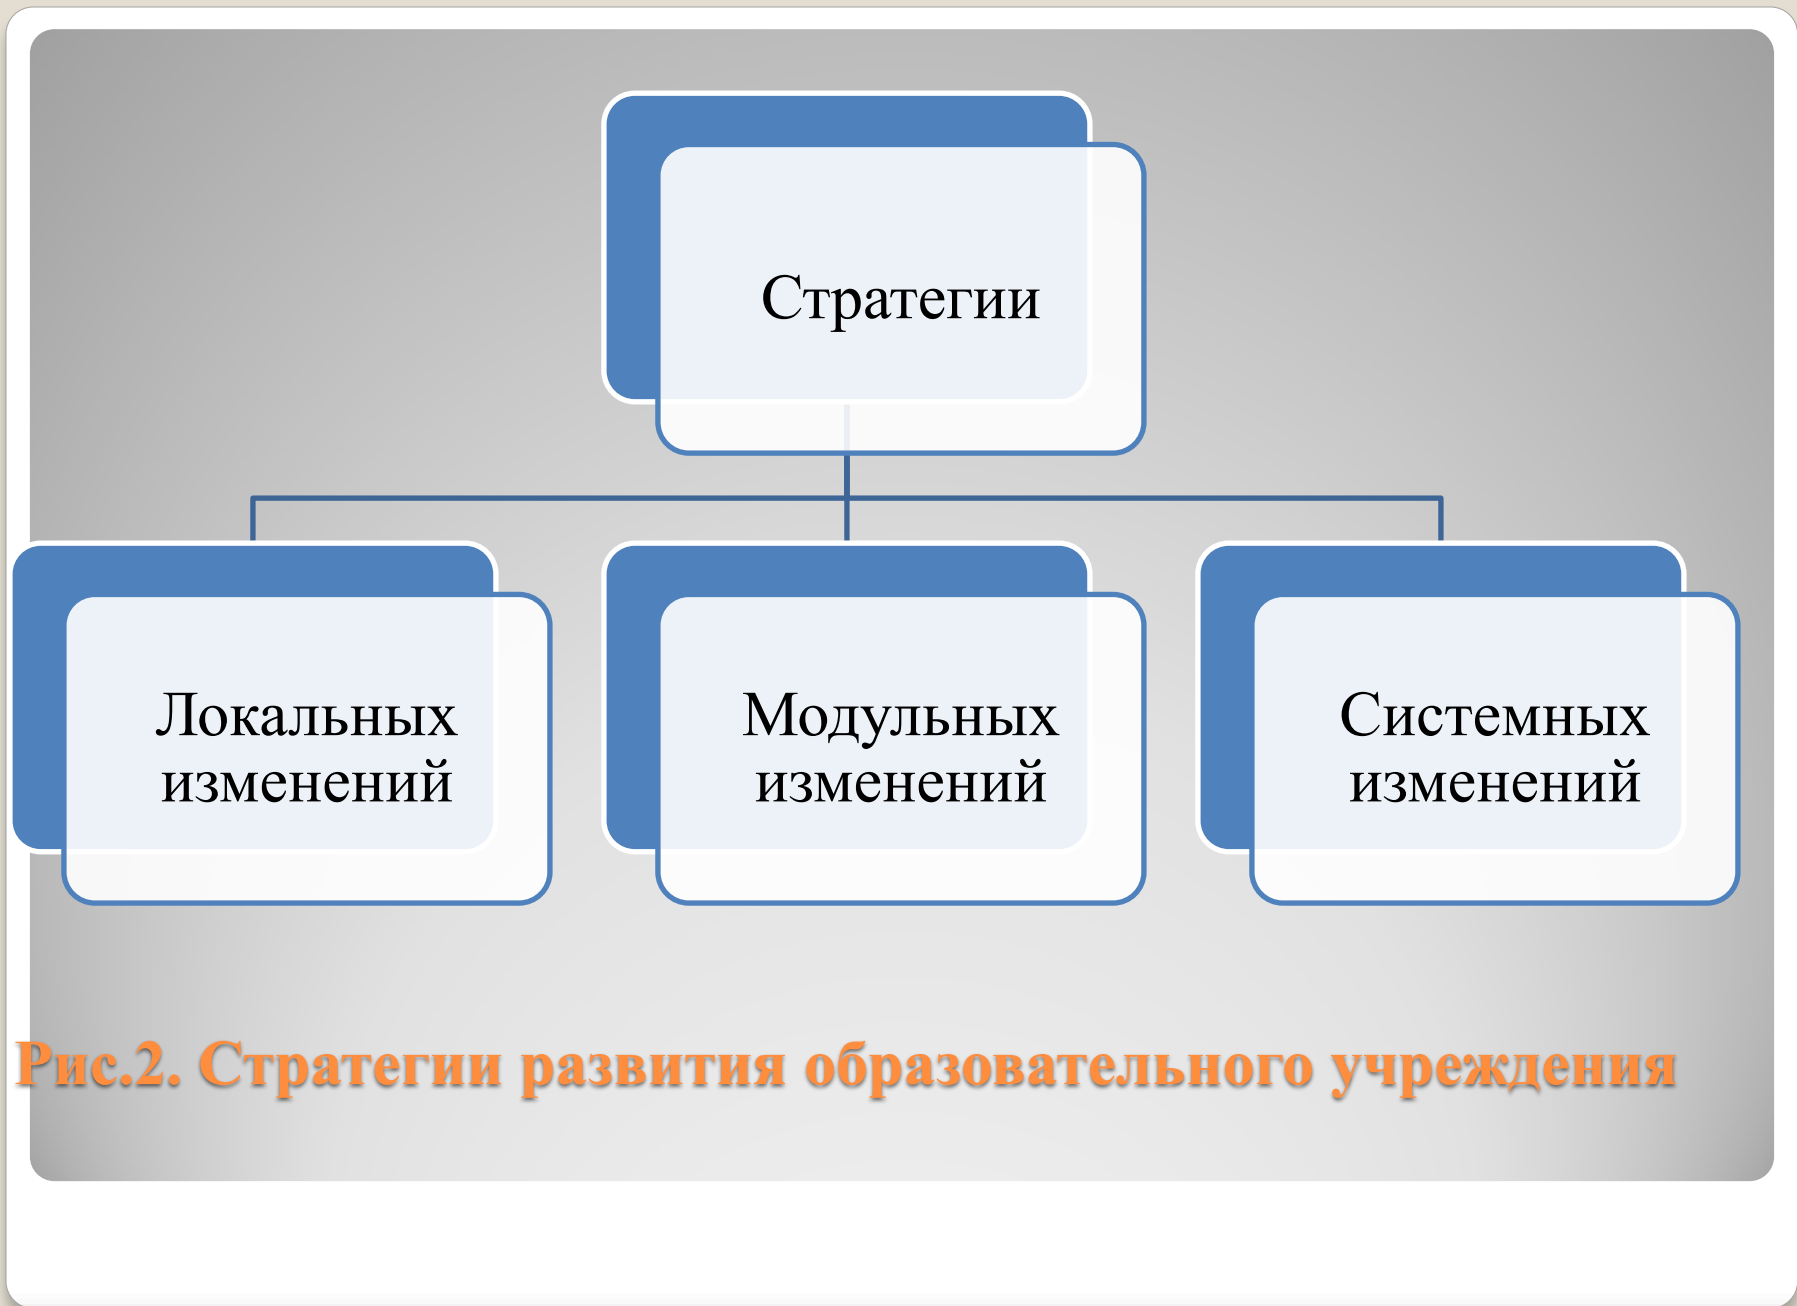 Стратегии
Локальных
изменений
Модульных
изменений
Системных
изменений
Рис.2. Стратегии развития образовательного учреждения